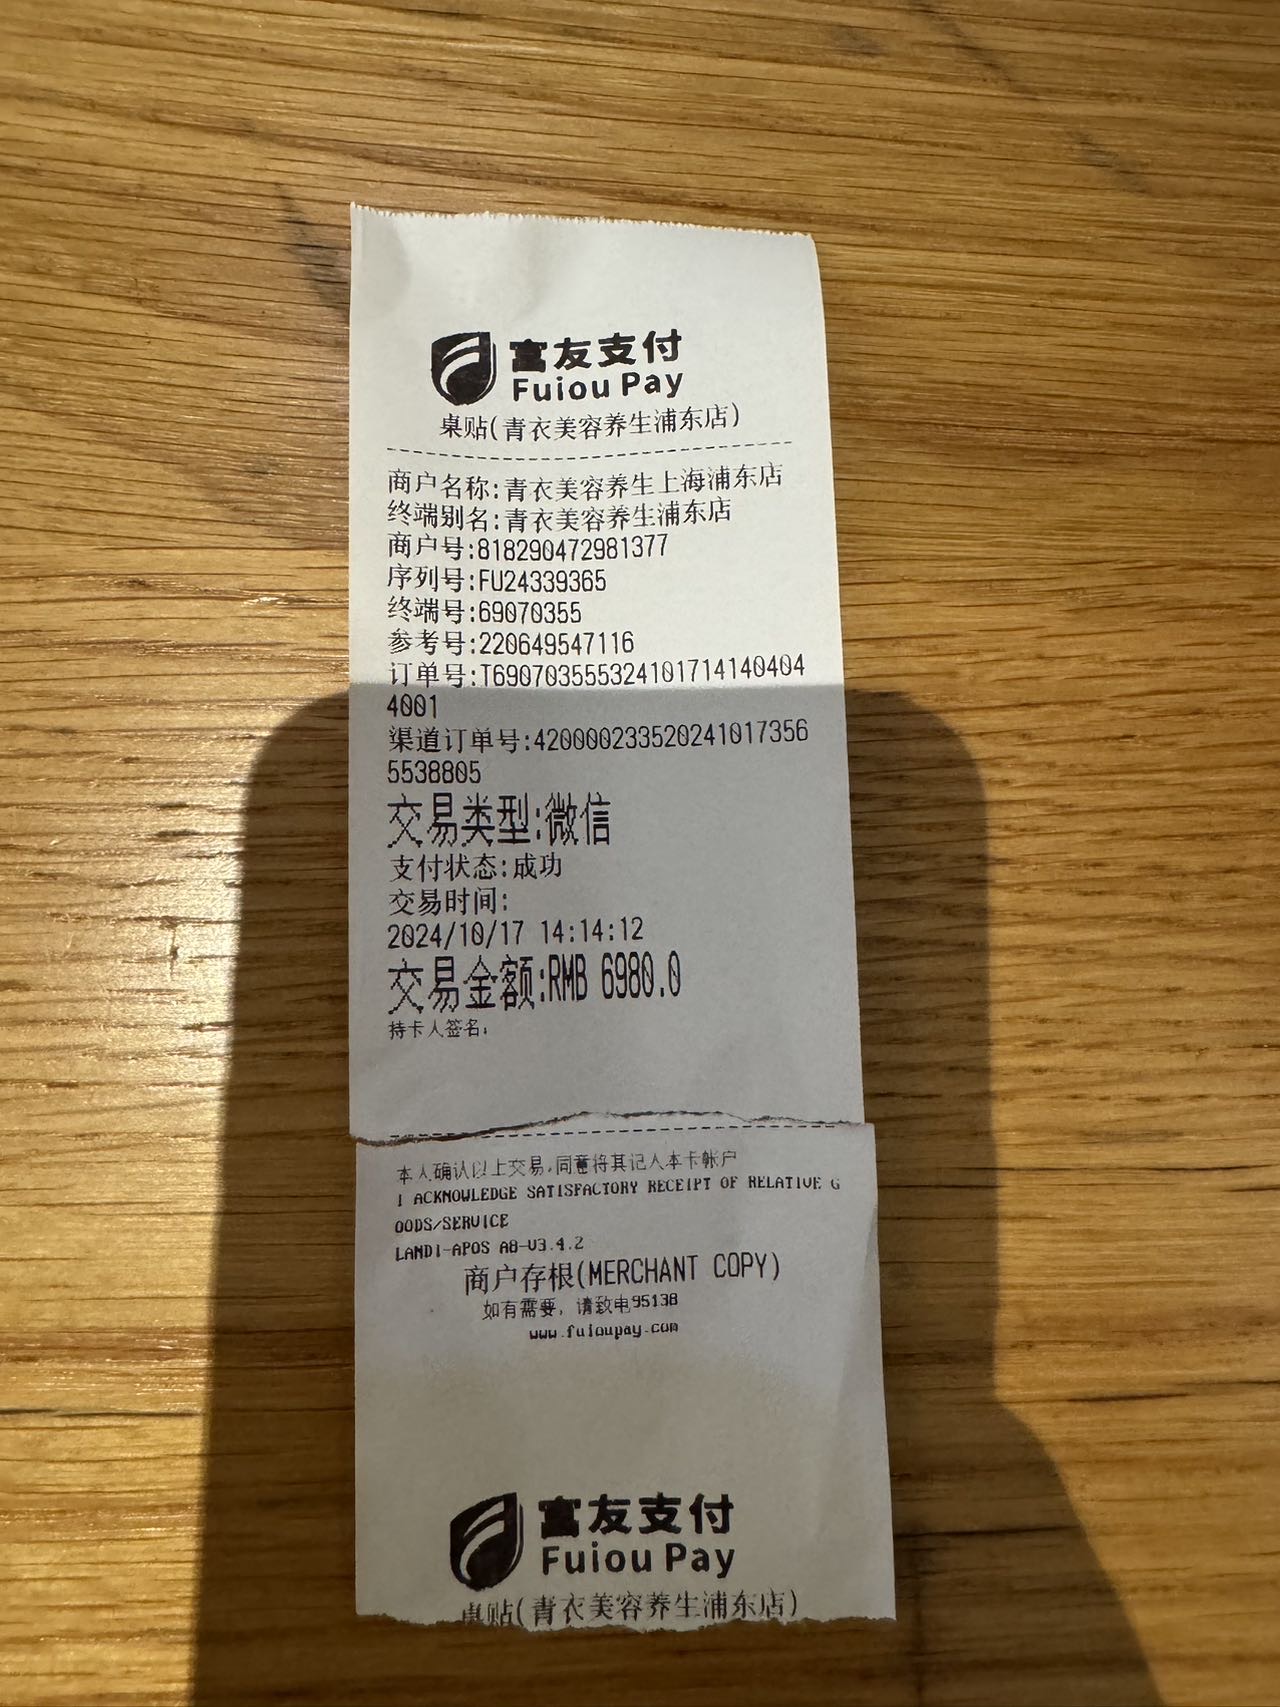 富友支付
Fuiou Pay
桌贴(青衣美容养生浦东店)
商户名称:青衣美容养生上海浦东店
终端别名:青衣美容养生浦东店
商户号:818290472981377
序列号:FU24339365
终端号:69070355
参考号:220649547116
订单号:T690703555324101714140404
4001
渠道订单号:420000233520241017356
5538805
交易类型:微信
支付状态:成功
交易时间:
2024/10/17 14:14:12
交易金额:RMB 6980.0
持卡人签名:
本人确认以上交易,同意将其记入本卡帐户
I ACKNOWLEDGE SATISFACTORY RECEIPT OF RELATIVE G
OODS/SERVICE
LANDI-APOS A8-V3.4.2
商户存根(MERCHANT COPY)
如有需要, 请致电95138
www.fuioupay.com
富友支付
Fuiou Pay
桌贴(青衣美容养生浦东店)